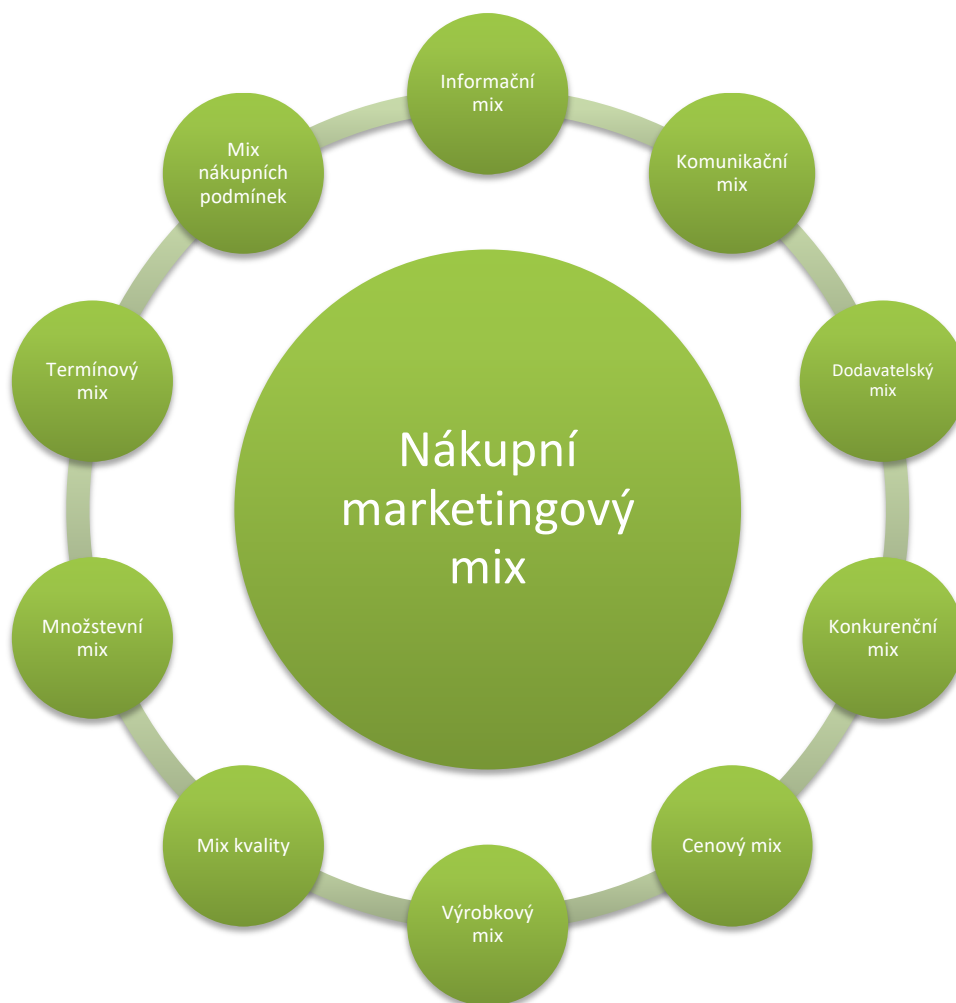 Informační
mix
Komunikační
mix
Dodavatelský
mix
Konkurenční
mix
Cenový mix
Výrobkový
mix
Mix kvality
Množstevní
mix
Termínový
mix
Mix
nákupních
podmínek
Nákupní
marketingový
mix